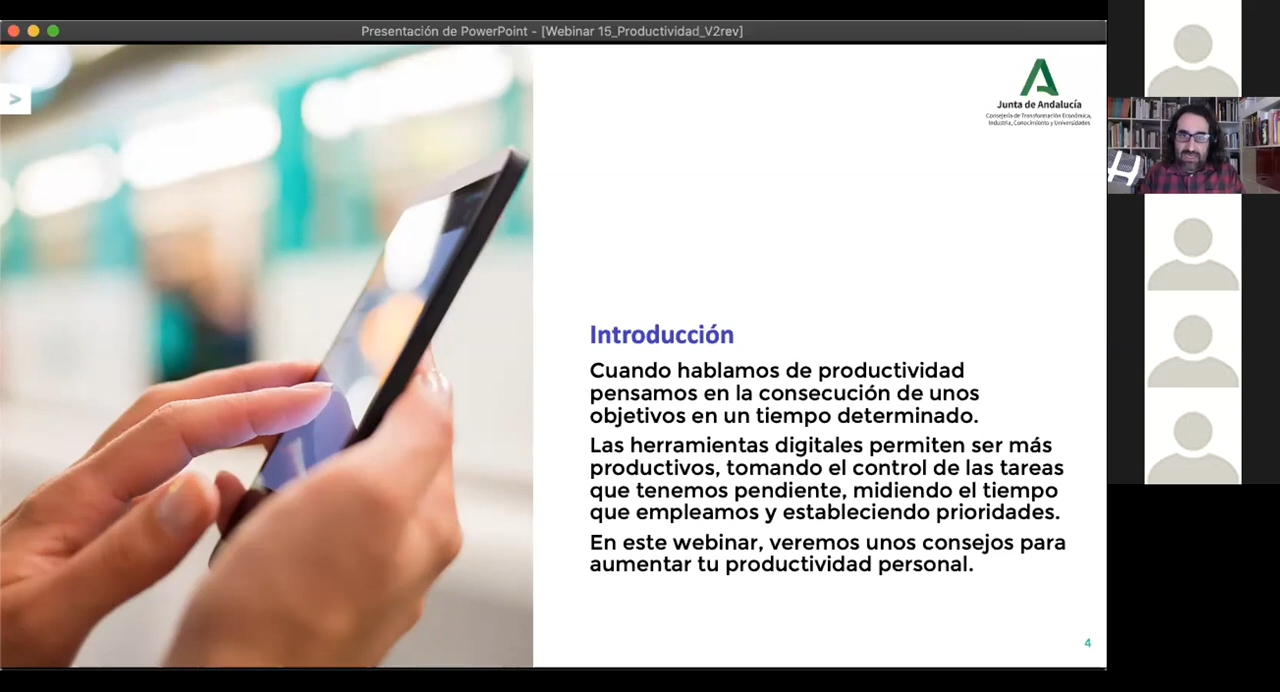 Presentación de PowerPoint - [Webinar 15_Productividad_V2rev]
>
Junta de Andalucía
Consejería de Transformación Económica,
Industria, Conocimiento y Universidades
Introducción
Cuando hablamos de productividad
pensamos en la consecución de unos
objetivos en un tiempo determinado.
Las herramientas digitales permiten ser más
productivos, tomando el control de las tareas
que tenemos pendiente, midiendo el tiempo
que empleamos y estableciendo prioridades.
En este webinar, veremos unos consejos para
aumentar tu productividad personal.
4